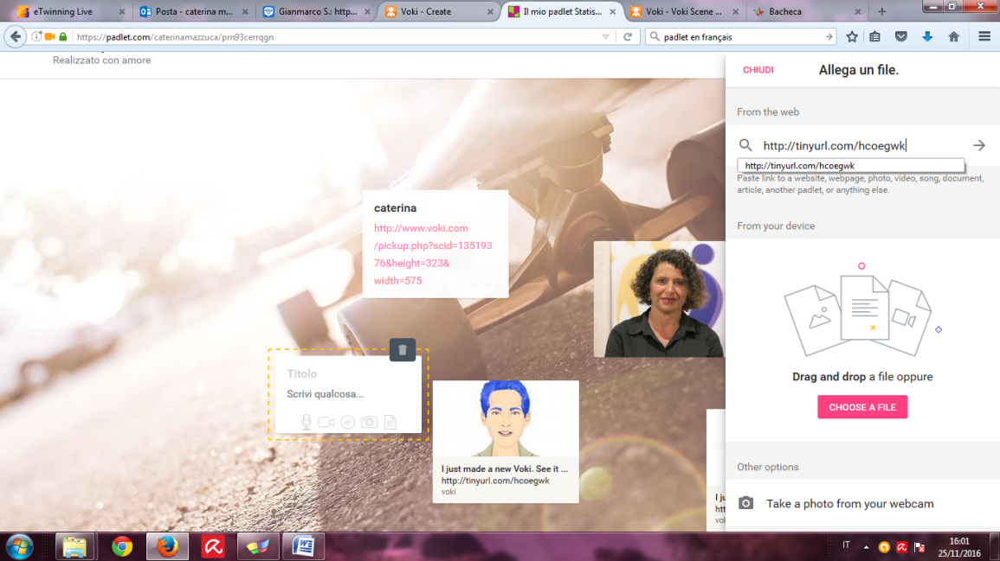 eTwinning Live
Posta - caterina m...
Gianmarco S.: http:...
Voki - Create
Il mio padlet Statis...
Voki - Voki Scene ...
Bacheca
https://padlet.com/caterinamazzuca/prn93cerrqgn
padlet en français
Realizzato con amore
CHIUDI
Allega un file.
From the web
http://tinyurl.com/hcoegwk
http://tinyurl.com/hcoegwk
Paste link to a website, webpage, photo, video, song, document,
article, another padlet, or anything else.
From your device
Drag and drop a file oppure
CHOOSE A FILE
Other options
Take a photo from your webcam
caterina
http://www.voki.com
/pickup.php?scid=135193
76&height=323&
width=575
Titolo
Scrivi qualcosa...
I just made a new Voki. See it ...
http://tinyurl.com/hcoegwk
voki
IT
16:01
25/11/2016